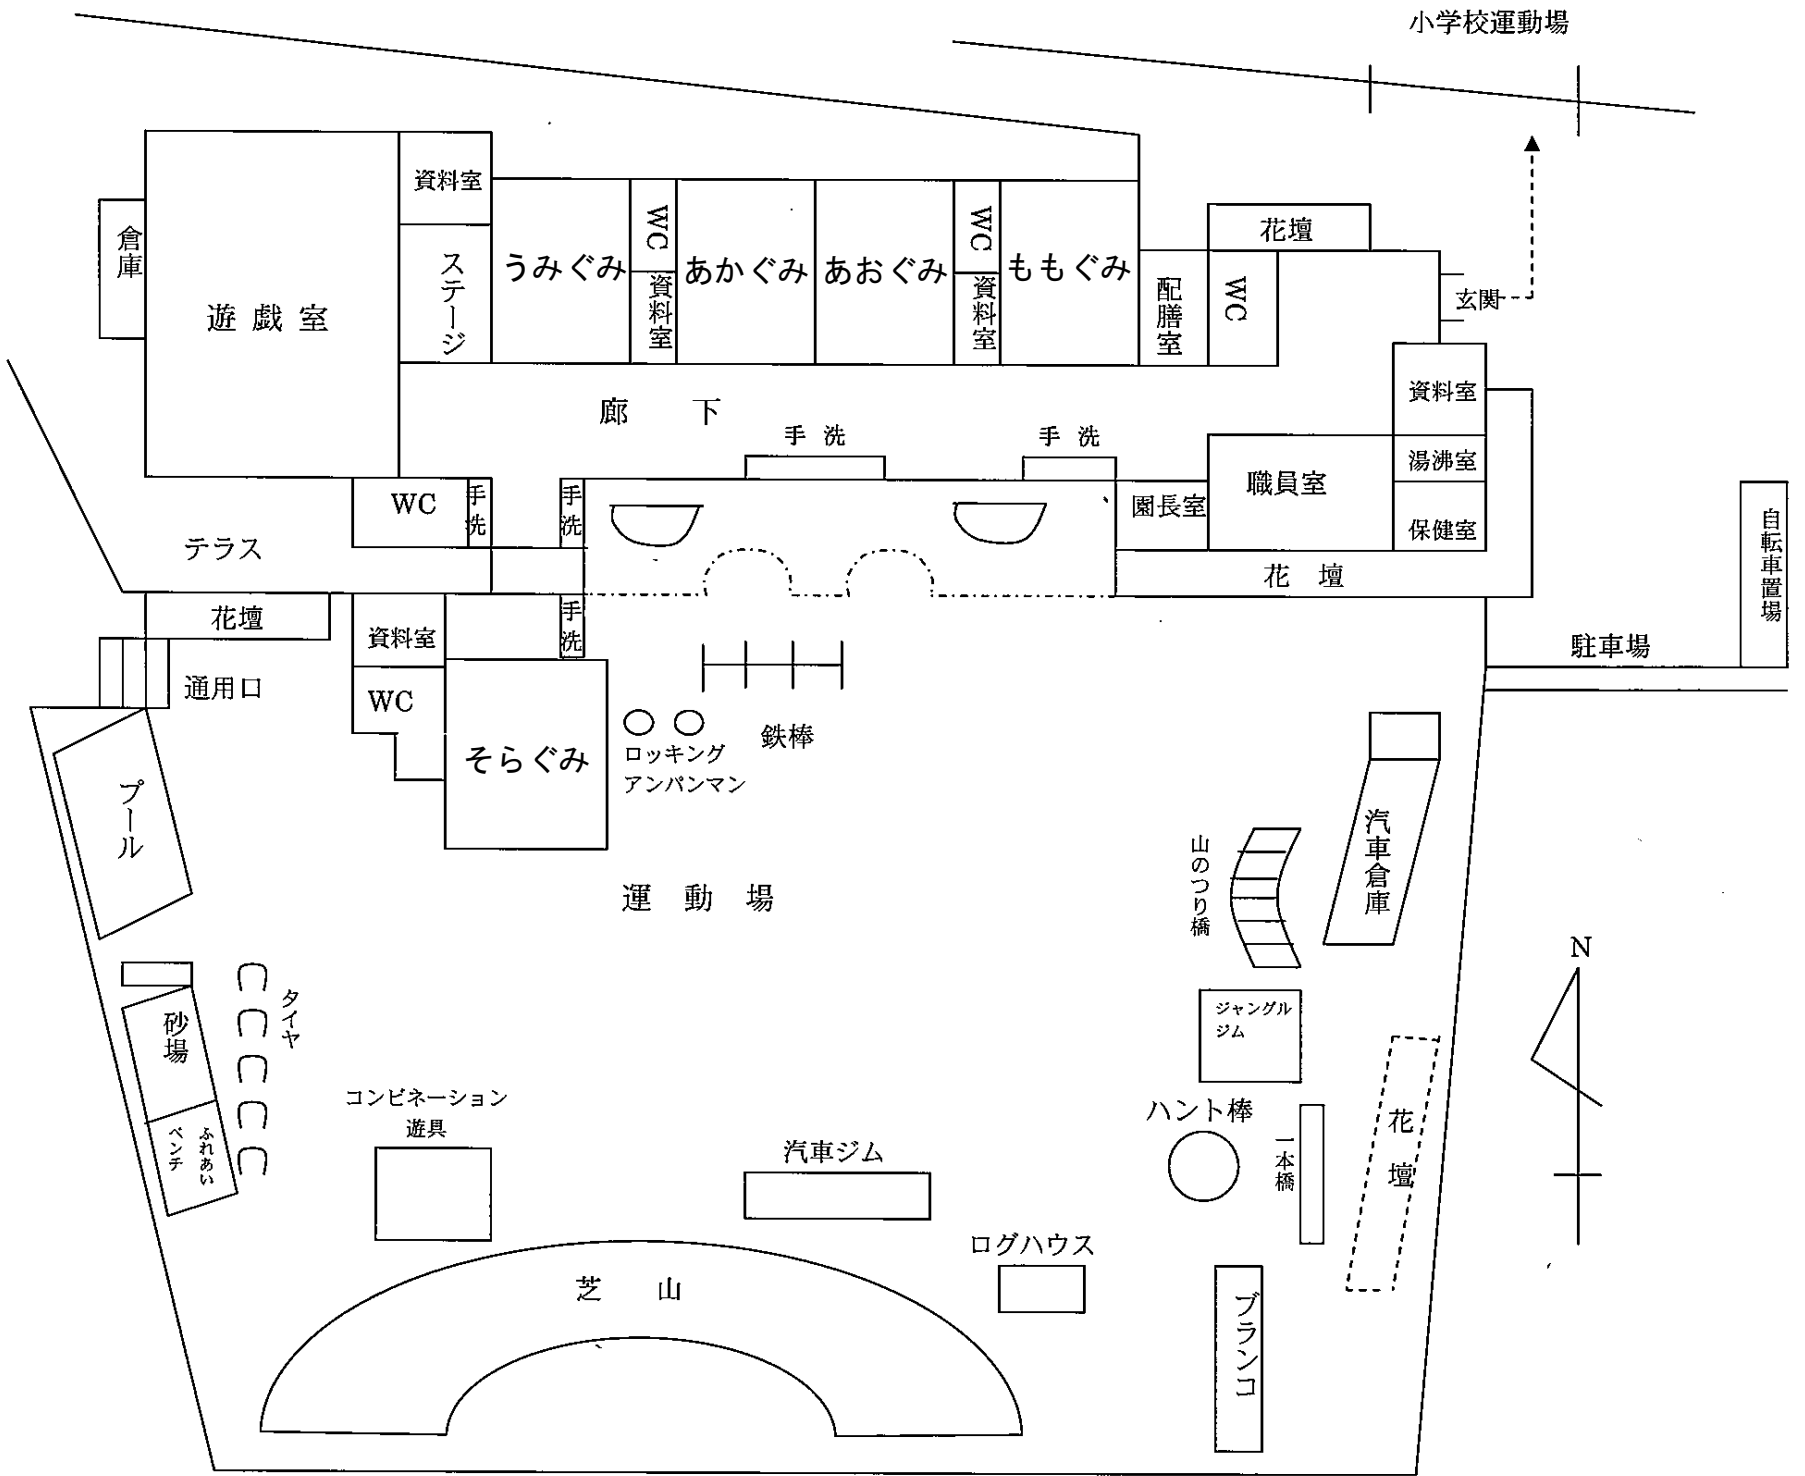 小学校運動場
資料室
倉庫
遊戯室
ステージ
うみぐみ
WC
資料室
あかぐみ
あおぐみ
WC
資料室
ももぐみ
配膳室
花壇
WC
玄関
資料室
廊下
手洗
手洗
職員室
湯沸室
保健室
園長室
WC
手洗
手洗
テラス
花壇
自転車置場
花壇
資料室
手洗
駐車場
通用口
WC
そらぐみ
ロッキング
アンパンマン
鉄棒
プール
汽車倉庫
山のつり橋
運動場
N
タイヤ
砂場
ジャングル
ジム
コンビネーション
遊具
ふれあい
ベンチ
汽車ジム
ハント棒
一本橋
花壇
ログハウス
芝山
ブランコ